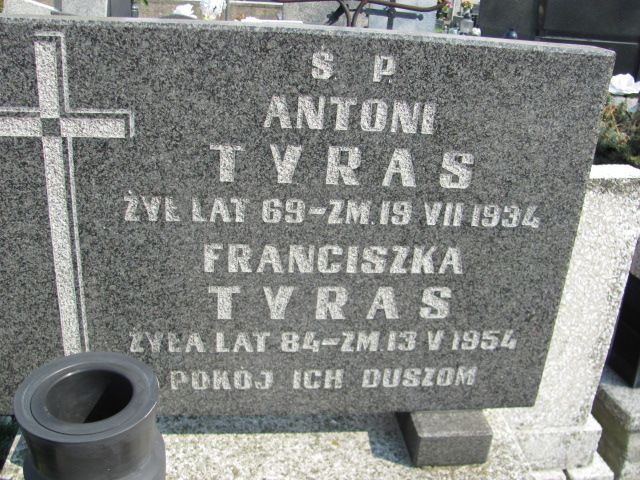 Ś P.
ANTONI
TYRAS
ŻYŁ LAT 69-ZM.19 VII 1934
FRANCISZKA
TYRAS
ŻYŁA LAT 84-ZM.13 V 1954
POKÓJ ICH DUSZOM